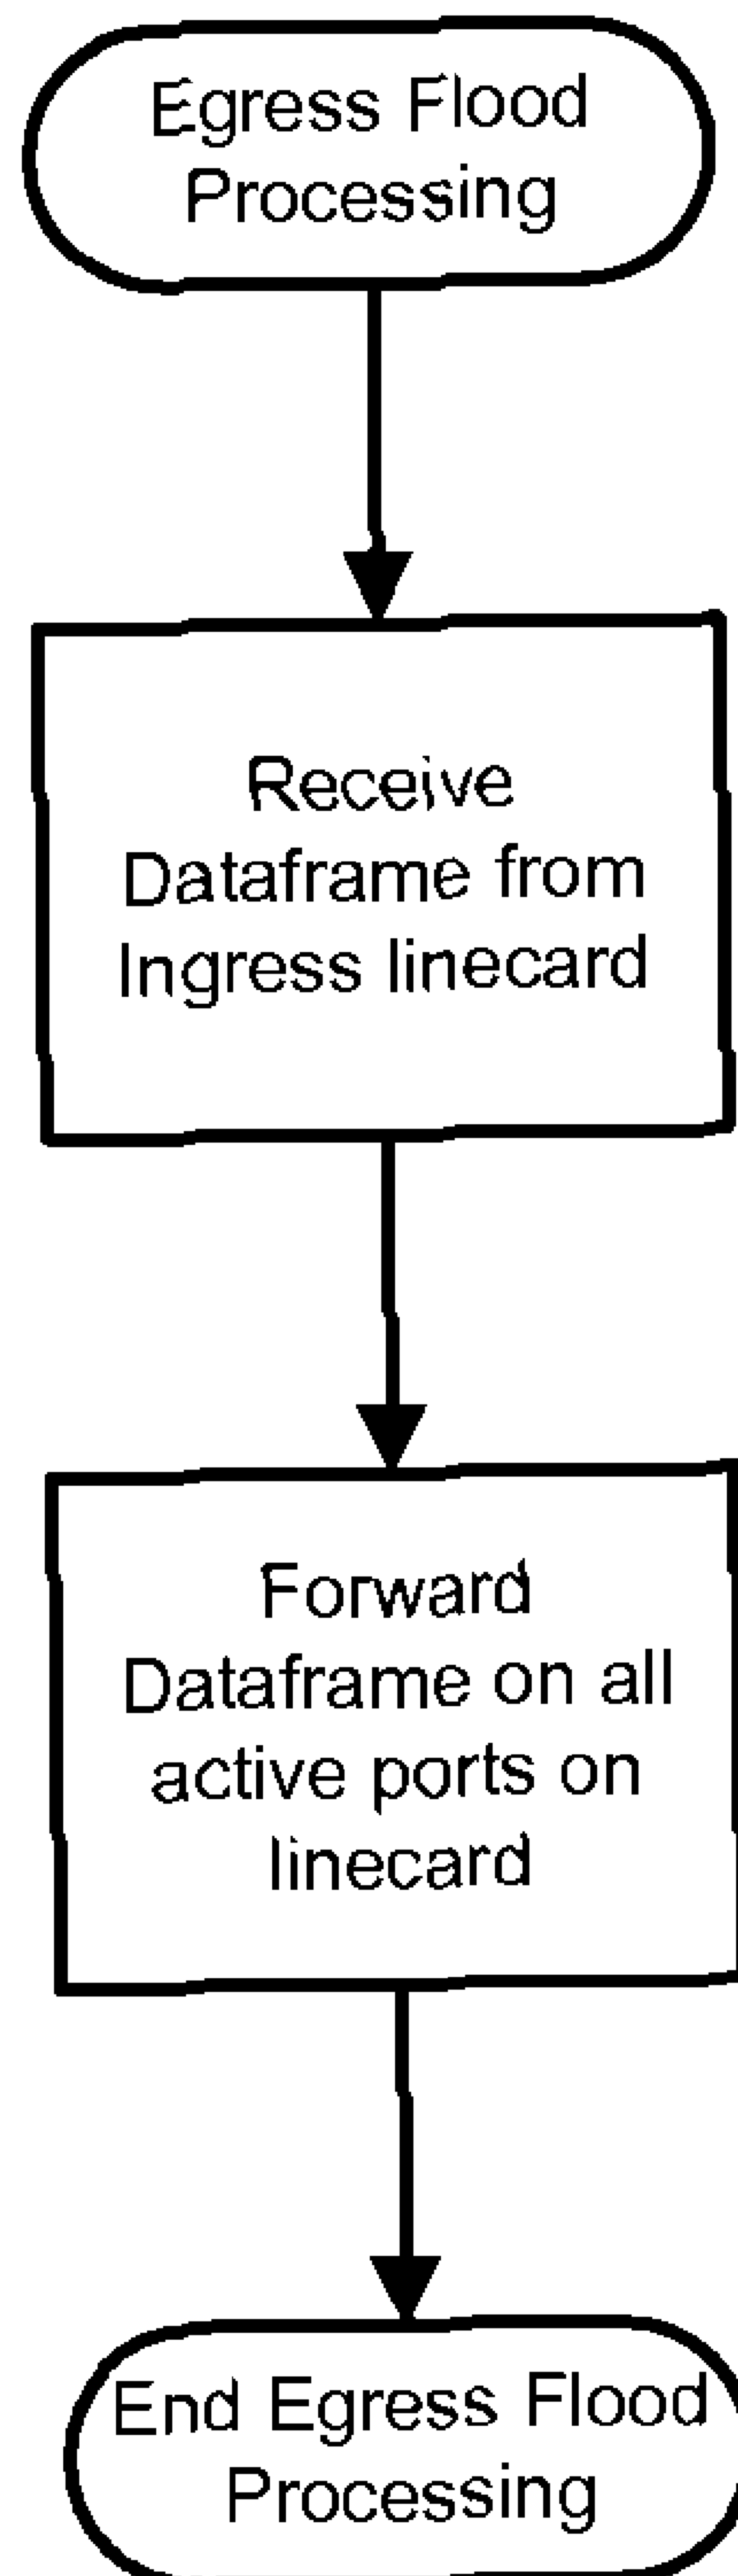 Egress Flood
Processing
Receive
Dataframe from
Ingress linecard
Forward
Dataframe on all
active ports on
linecard
End Egress Flood
Processing